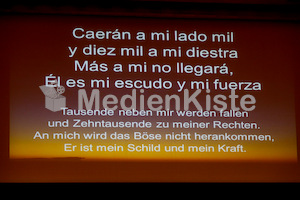 Caerán a mi lado mil
y diez mil a mi diestra
Más a mi no llegará,
Él es mi escudo y mi fuerza
MedienKiste
Tausende neben mir werden fallen
und Zehntausende zu meiner Rechten.
An mich wird das Böse nicht herankommen,
Er ist mein Schild und mein Kraft.